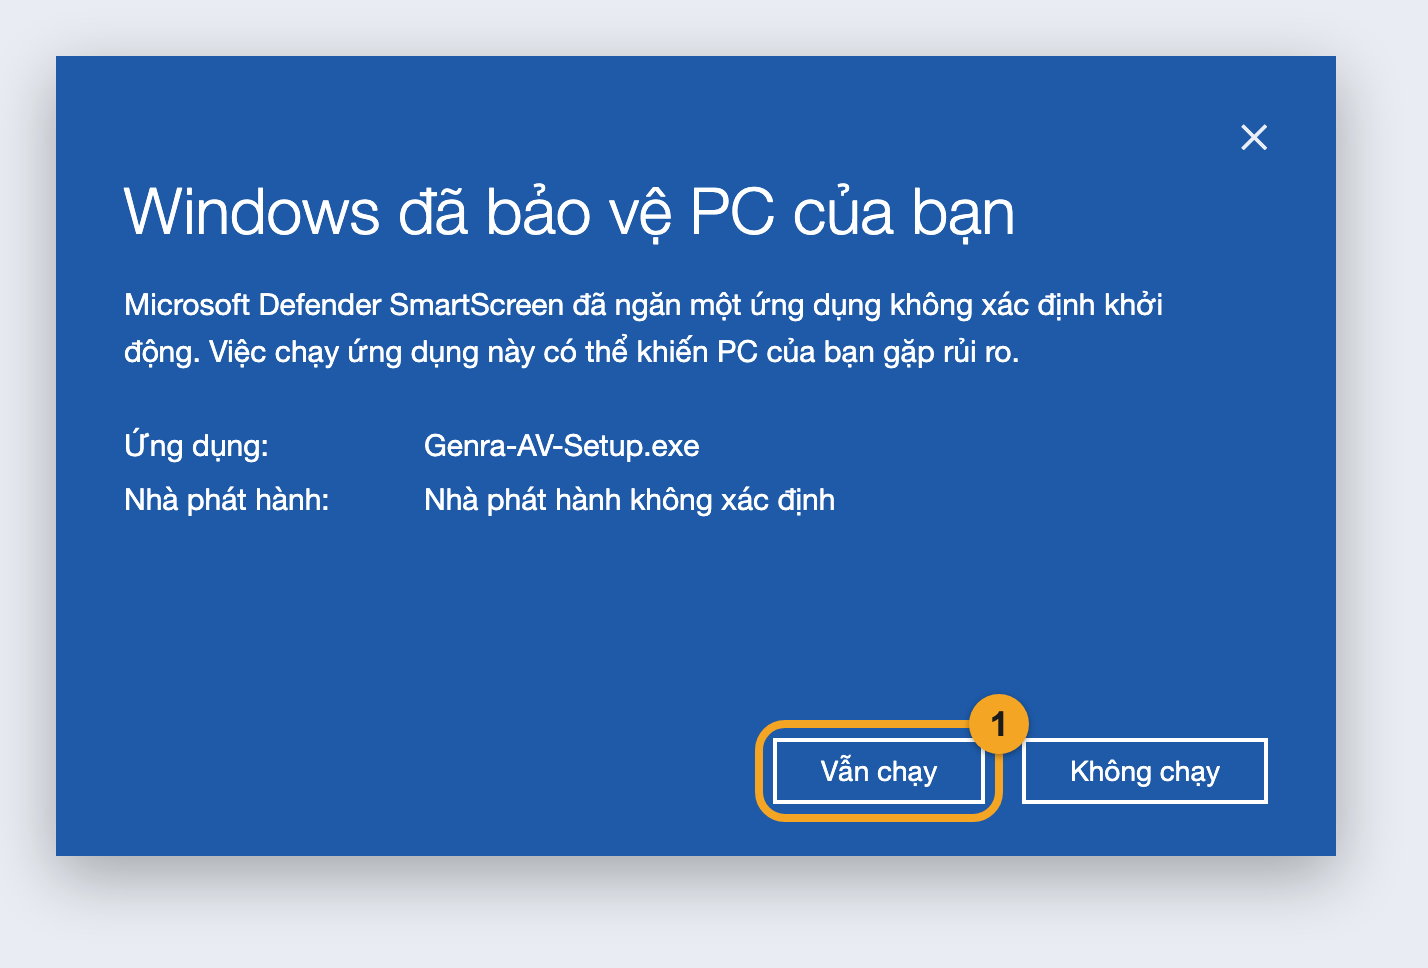 Windows đã bảo vệ PC của bạn
Microsoft Defender SmartScreen đã ngăn một ứng dụng không xác định khởi
động. Việc chạy ứng dụng này có thể khiến PC của bạn gặp rủi ro.
Ứng dụng: Genra-AV-Setup.exe
Nhà phát hành: Nhà phát hành không xác định
1
Vẫn chạy Không chạy